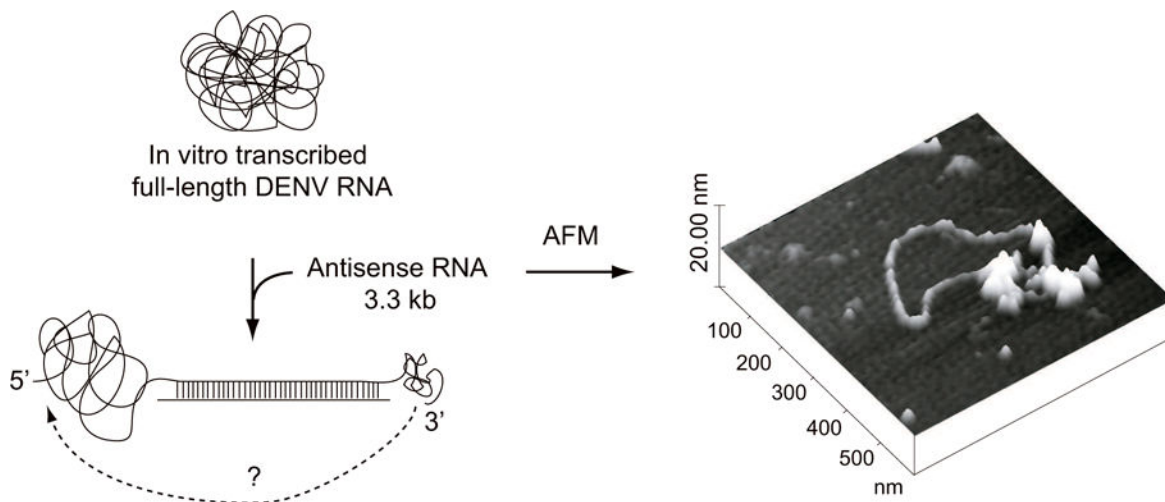 In vitro transcribed
full-length DENV RNA
Antisense RNA
3.3 kb
AFM
5’
3’
?
20.00 nm
100
200
300
400
500
nm